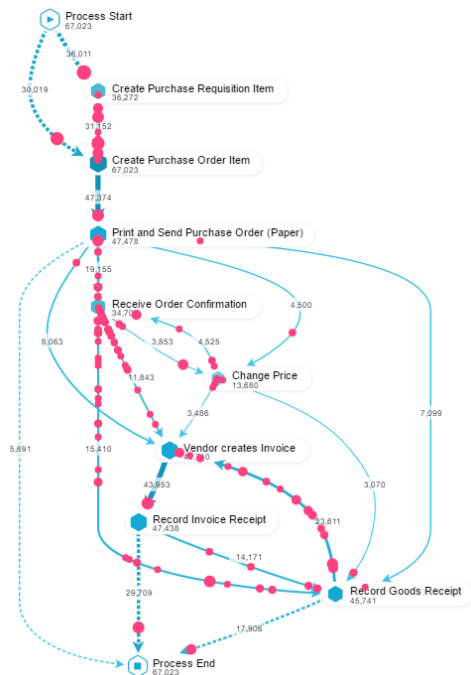 Process Start
67,023
36,011
30,019
Create Purchase Requisition Item
36,272
31,152
Create Purchase Order Item
67,023
47,374
Print and Send Purchase Order (Paper)
47,478
19,155
Receive Order Confirmation
4,500
8,063
3,853
4,525
Change Price
13,680
11,843
3,486
7,099
5,691
15,410
Vendor creates Invoice
3,070
43,953
23,611
Record Invoice Receipt
47,438
14,171
29,709
Record Goods Receipt
45,741
17,906
Process End
67,023